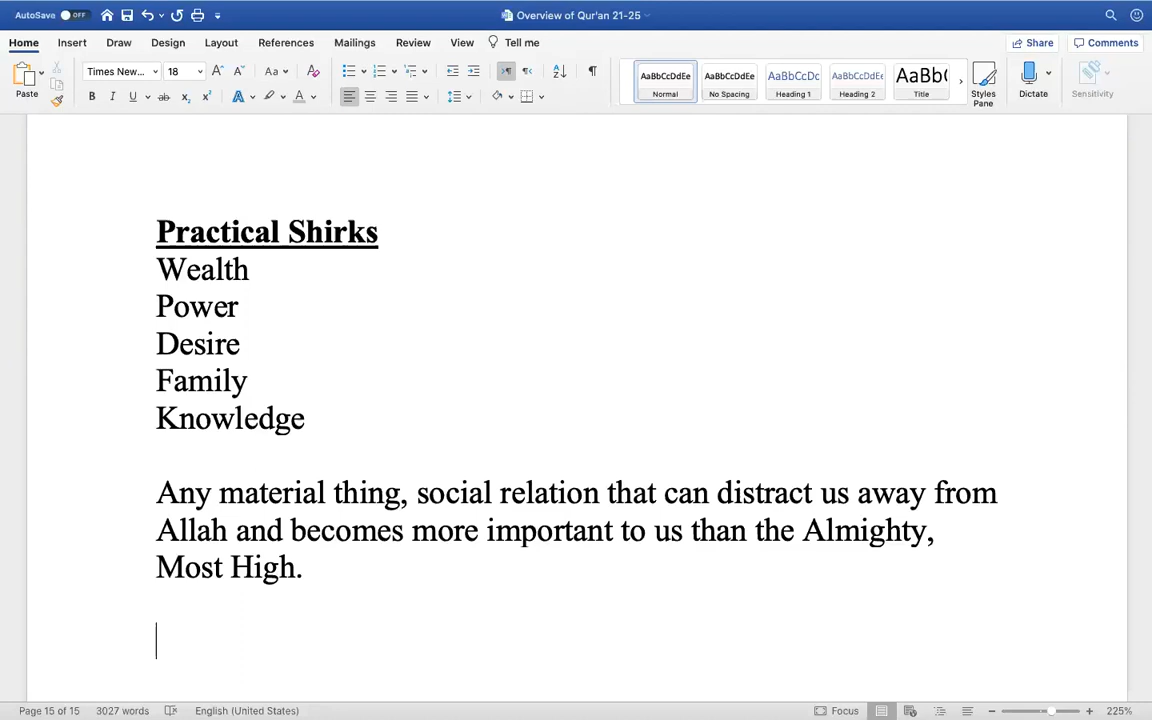 AutoSave OFF
Overview of Qur'an 21-25
Home Insert Draw Design Layout References Mailings Review View Tell me Share Comments
Paste Times New... 18 Aa AaBbCcDdEe Normal AaBbCcDdEe No Spacing AaBbCcDc Heading 1 AaBbCcDdEe Heading 2 AaBb( Title Styles Pane Dictate Sensitivity
Practical Shirks
Wealth
Power
Desire
Family
Knowledge
Any material thing, social relation that can distract us away from
Allah and becomes more important to us than the Almighty,
Most High.
Page 15 of 15 3027 words English (United States) Focus 225%